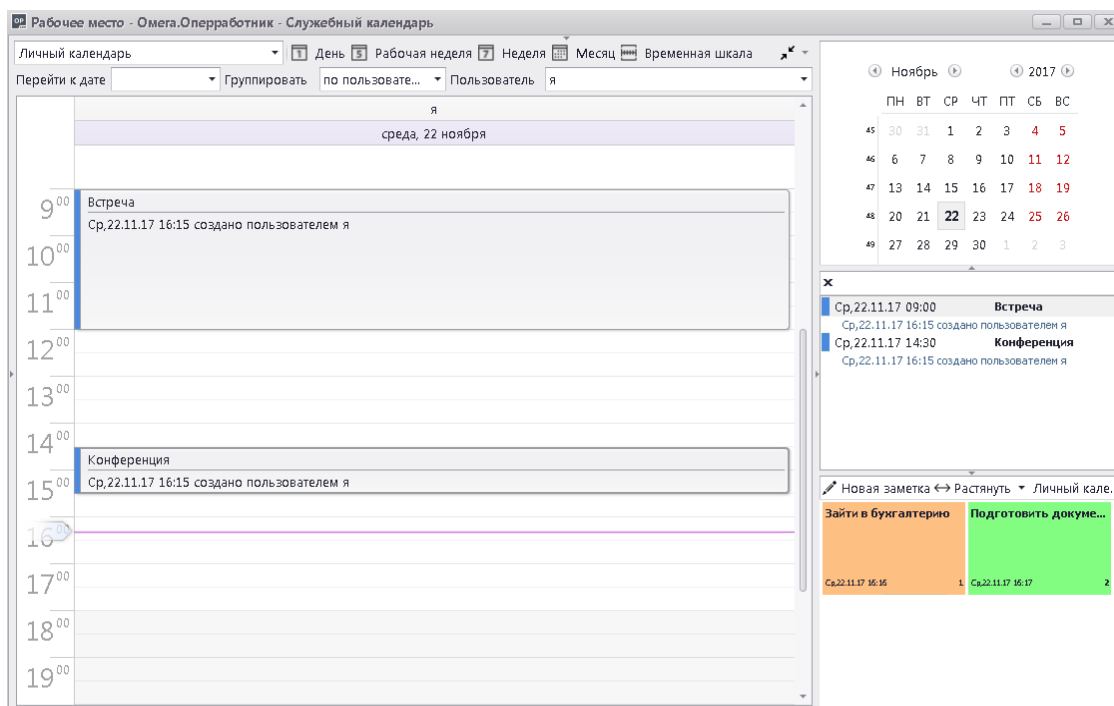 Рабочее место - Омега.Оперработник - Служебный календарь
Личный календарь 1 День 5 Рабочая неделя 7 Неделя Месяц Временная шкала
Перейти к дате Группировать по пользовате... Пользователь я
я
среда, 22 ноября
9 00
Встреча
Ср,22.11.17 16:15 создано пользователем я
10 00
11 00
12 00
13 00
14 00
Конференция
15 00
Ср,22.11.17 16:15 создано пользователем я
16 00
17 00
18 00
19 00
Ноябрь 2017
ПН ВТ СР ЧТ ПТ СБ ВС
45 30 31 1 2 3 4 5
46 6 7 8 9 10 11 12
47 13 14 15 16 17 18 19
48 20 21 22 23 24 25 26
49 27 28 29 30 1 2 3
Ср,22.11.17 09:00 Встреча
Ср,22.11.17 16:15 создано пользователем я
Ср,22.11.17 14:30 Конференция
Ср,22.11.17 16:15 создано пользователем я
Новая заметка Растянуть Личный кале.
Зайти в бухгалтерию
Ср,22.11.17 16:16 1
Подготовить докуме...
Ср,22.11.17 16:17 2